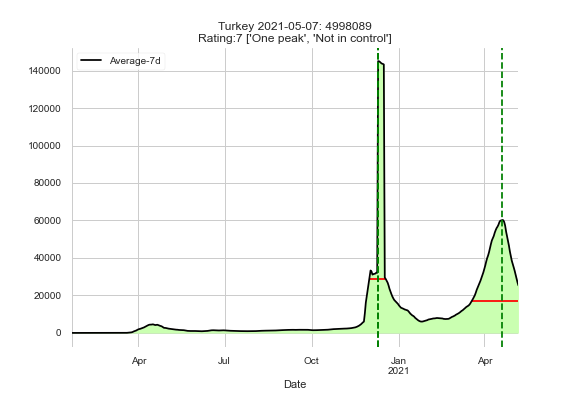 Turkey 2021-05-07: 4998089
Rating:7 ['One peak', 'Not in control']
Average-7d
140000
120000
100000
80000
60000
40000
20000
0
Apr
Jul
Oct
Jan
2021
Apr
Date